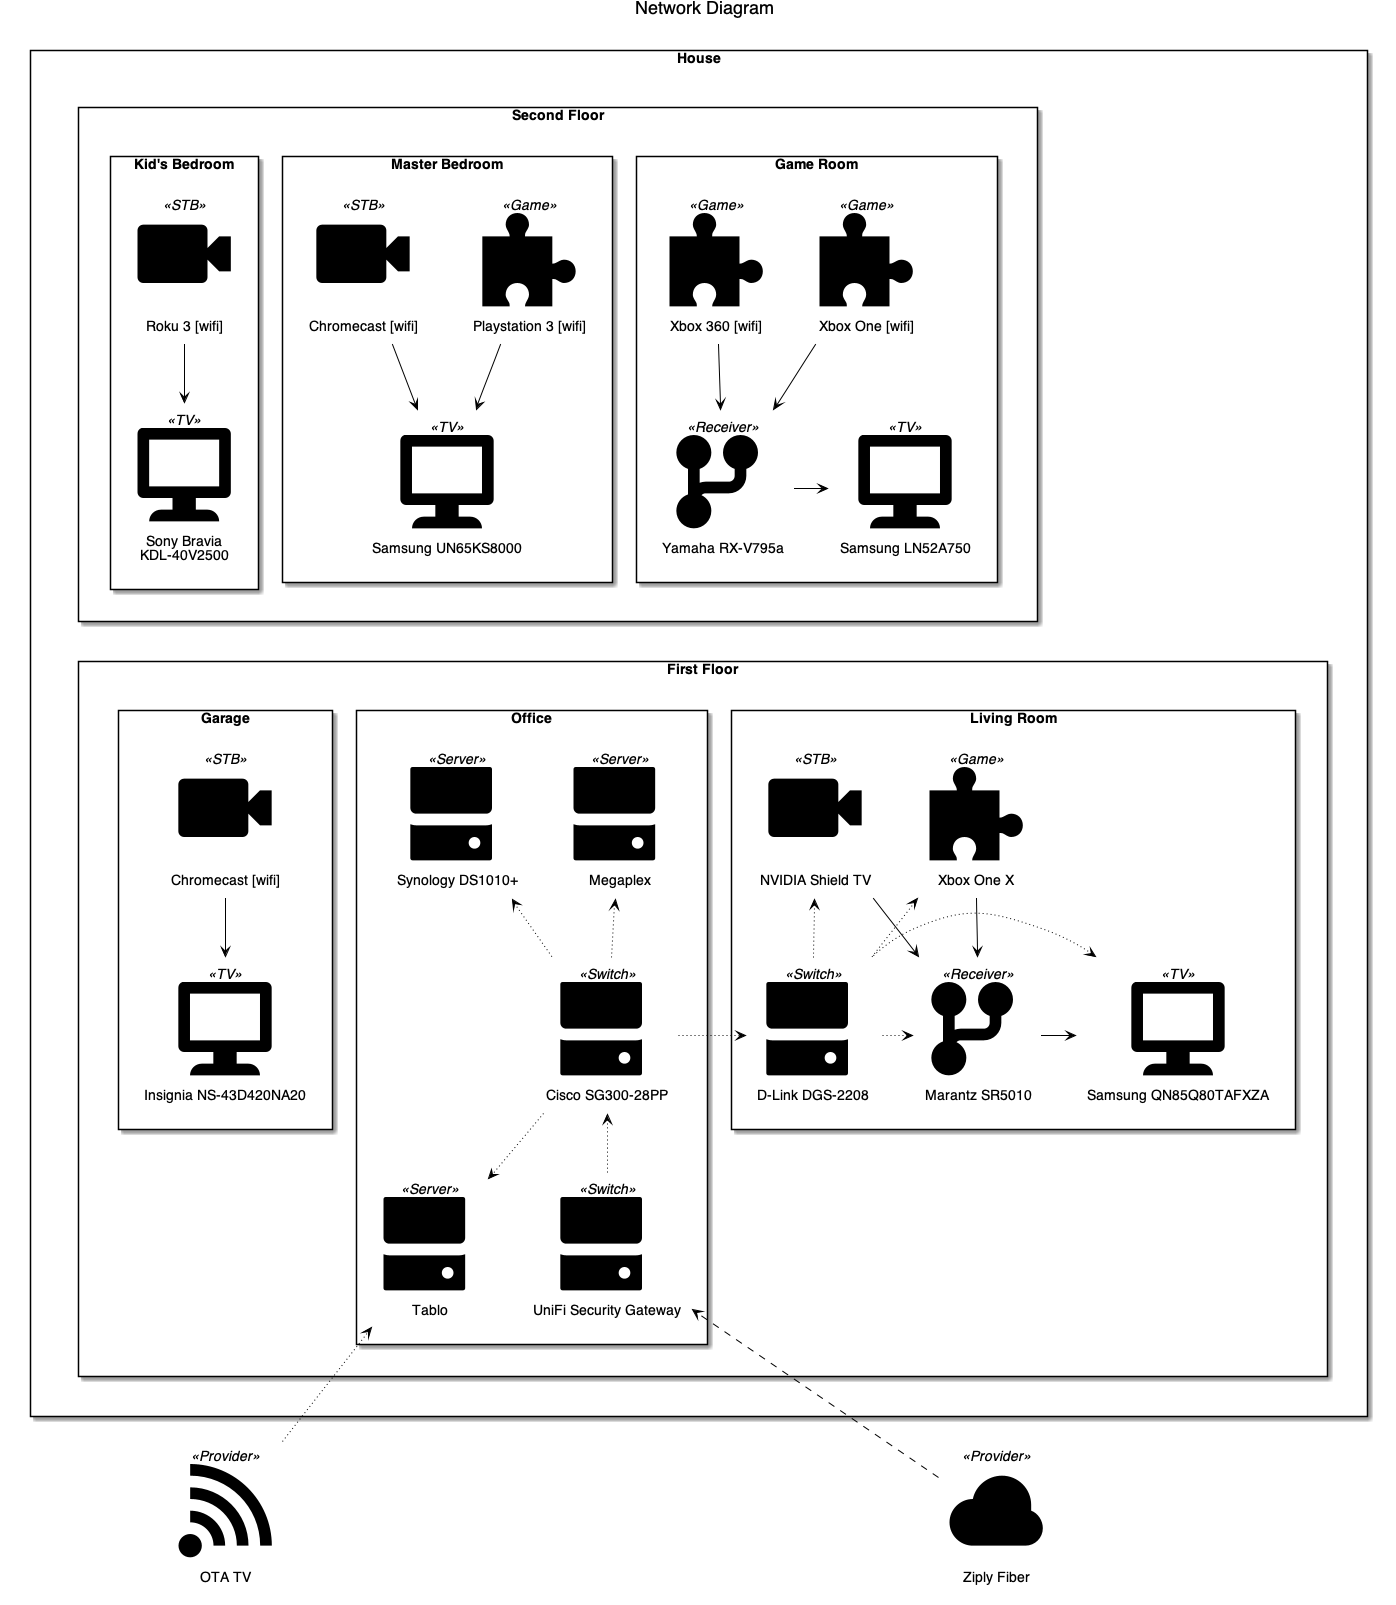 Network Diagram
House
Second Floor
Kid's Bedroom
Master Bedroom
Game Room
«STB»
«STB»
«Game»
«Game»
«Game»
Roku 3 [wifi]
Chromecast [wifi]
Playstation 3 [wifi]
Xbox 360 [wifi]
Xbox One [wifi]
«TV»
«TV»
«Receiver»
«TV»
Sony Bravia
KDL-40V2500
Samsung UN65KS8000
Yamaha RX-V795a
Samsung LN52A750
First Floor
Garage
Office
Living Room
«STB»
«Server»
«Server»
«STB»
«Game»
Chromecast [wifi]
Synology DS1010+
Megaplex
NVIDIA Shield TV
Xbox One X
«TV»
«Switch»
«Switch»
«Receiver»
«TV»
Insignia NS-43D420NA20
Cisco SG300-28PP
D-Link DGS-2208
Marantz SR5010
Samsung QN85Q80TAFXZA
«Server»
«Switch»
Tablo
UniFi Security Gateway
«Provider»
«Provider»
OTA TV
Ziply Fiber